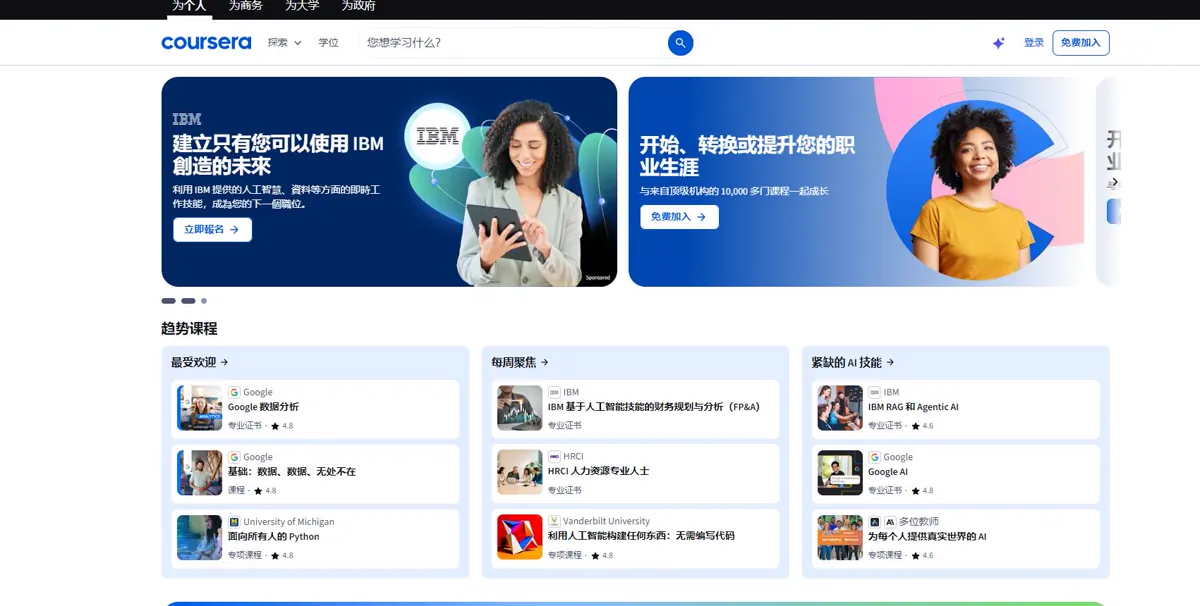 为个人 为商务 为大学 为政府
coursera 探索 学位 您想学习什么? 登录 免费加入
IBM
建立只有您可以使用 IBM
創造的未來
利用 IBM 提供的人工智慧、資料等方面的即時工
作技能，成為您的下一個職位。
立即報名 →
IBM
Sponsored
开始、转换或提升您的职
业生涯
与来自顶级机构的 10,000 多门课程一起成长
免费加入 →
趋势课程
最受欢迎 →
Google
Google 数据分析
专业证书 · ★ 4.8
Google
基础：数据、数据、无处不在
课程 · ★ 4.8
University of Michigan
面向所有人的 Python
专项课程 · ★ 4.8
每周聚焦 →
IBM
IBM 基于人工智能技能的财务规划与分析（FP&A）
专业证书
HRCI
HRCI 人力资源专业人士
专业证书
Vanderbilt University
利用人工智能构建任何东西：无需编写代码
专项课程 · ★ 4.8
紧缺的 AI 技能 →
IBM
IBM RAG 和 Agentic AI
专业证书 · ★ 4.6
Google
Google AI
专业证书 · ★ 4.8
多位教师
为每个人提供真实世界的 AI
专项课程 · ★ 4.6